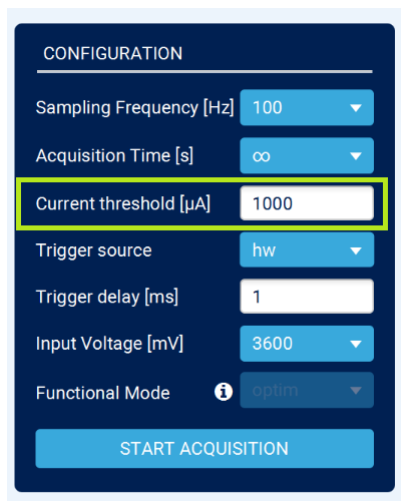 CONFIGURATION
Sampling Frequency [Hz] 100
Acquisition Time [s] ∞
Current threshold [µA] 1000
Trigger source hw
Trigger delay [ms] 1
Input Voltage [mV] 3600
Functional Mode i optim
START ACQUISITION